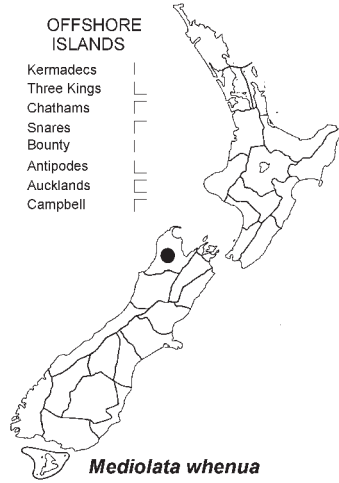 OFFSHORE
ISLANDS
Kermadecs
Three Kings
Chathams
Snares
Bounty
Antipodes
Aucklands
Campbell
Mediolata whenua